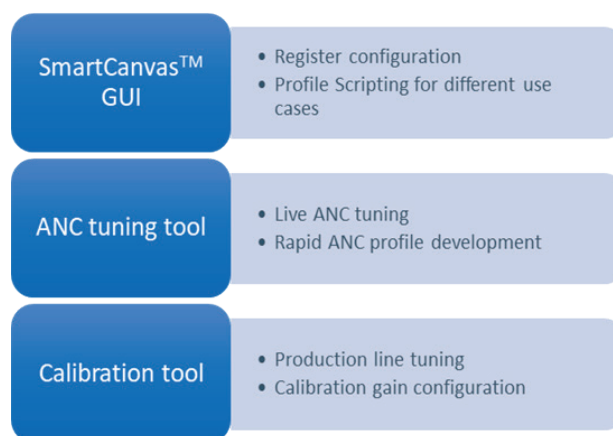 SmartCanvas™
GUI
• Register configuration
• Profile Scripting for different use
cases
ANC tuning tool
• Live ANC tuning
• Rapid ANC profile development
Calibration tool
• Production line tuning
• Calibration gain configuration